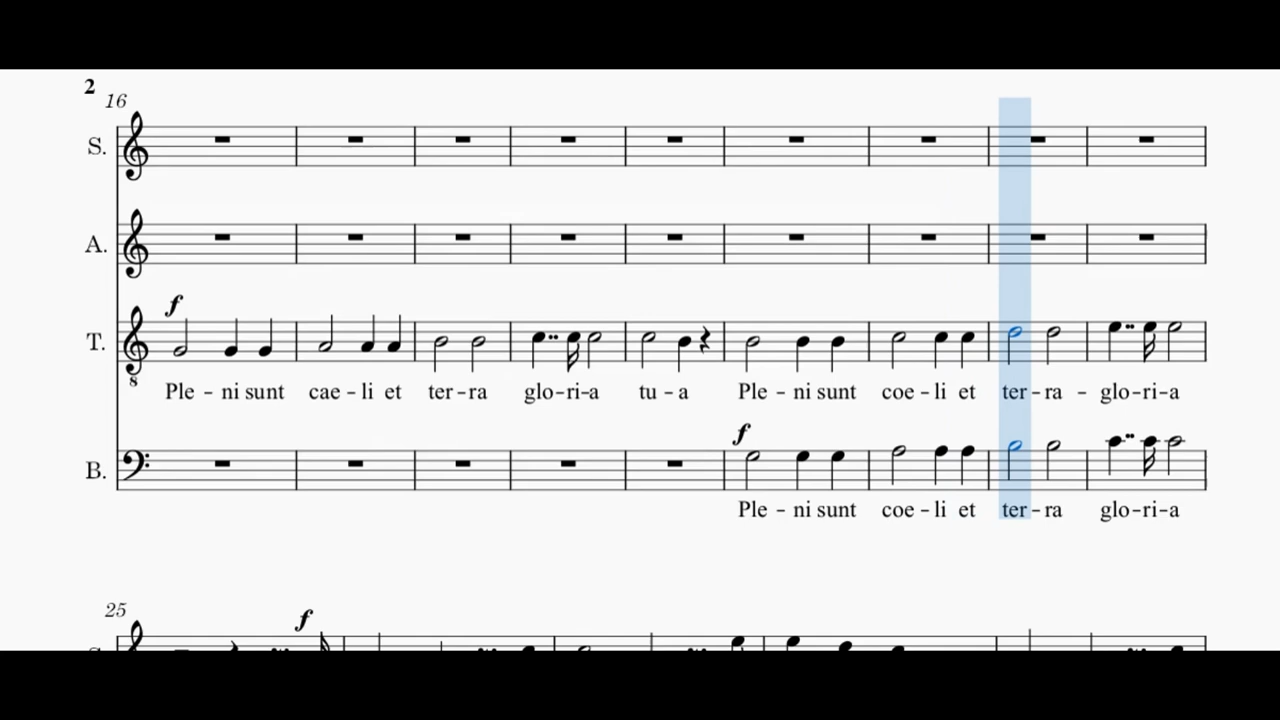 2
16
S.
A.
f
T.
8
Ple - ni sunt cae - li et ter - ra glo - ri - a tu - a Ple - ni sunt coe - li et ter - ra - glo - ri - a
f
B.
Ple - ni sunt coe - li et ter - ra glo - ri - a
25
f